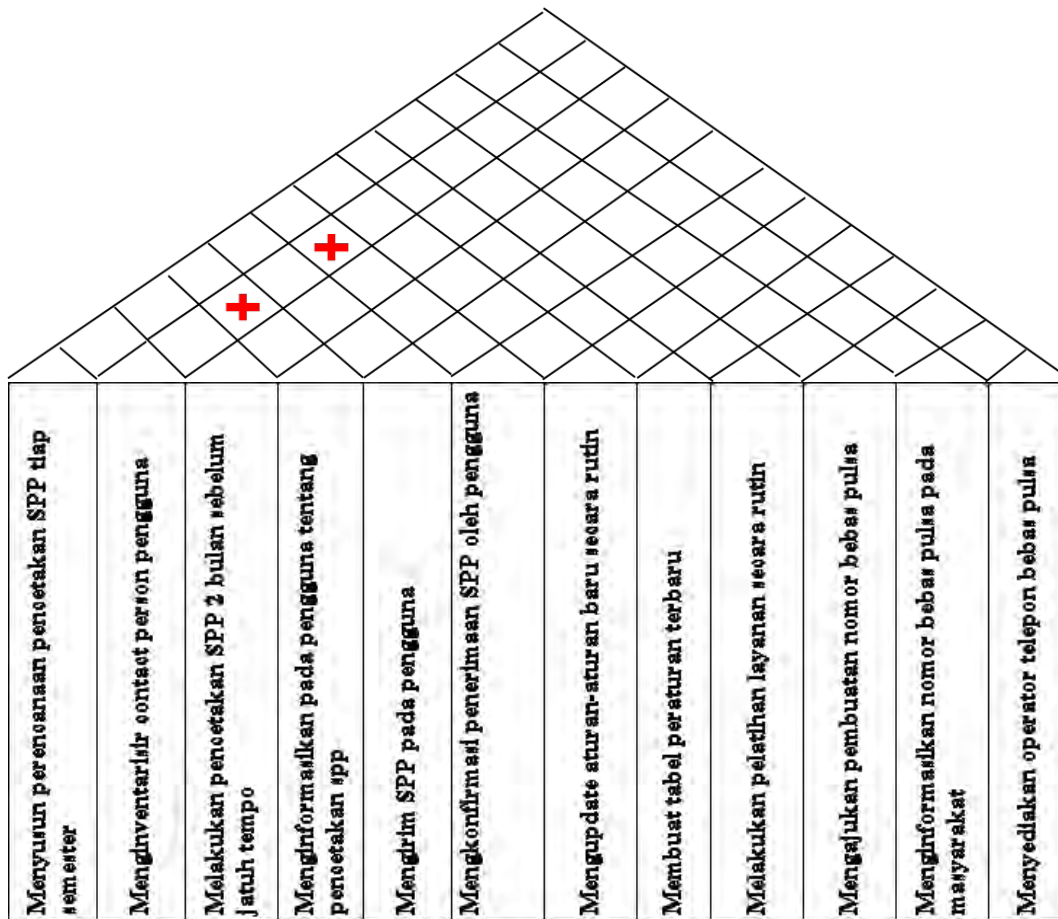 Menyusun perencanaan pencetakan SPP tiap
semester
Menginventarisir contact person pengguna
Melakukan pencetakan SPP 2 bulan sebelum
jatuh tempo
Menginformasikan pada pengguna tentang
pencetakan spp
Mengirim SPP pada pengguna
Mengkonfirmasi penerimaan SPP oleh pengguna
Mengupdate aturan-aturan baru secara rutin
Membuat tabel peraturan terbaru
Melakukan pelatihan layanan secara rutin
Mengajukan pembuatan nomor bebas pulsa
Menginformasikan nomor bebas pulsa pada
masyarakat
Menyediakan operator telepon bebas pulsa